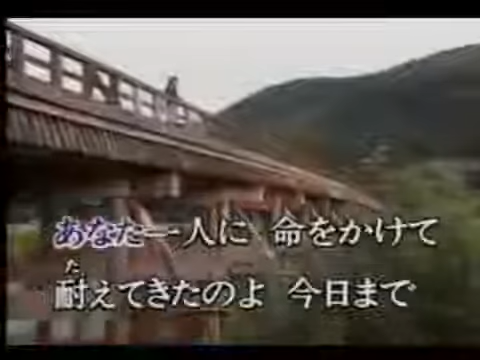 あなた一人に 命をかけて
た
耐えてきたのよ 今日まで